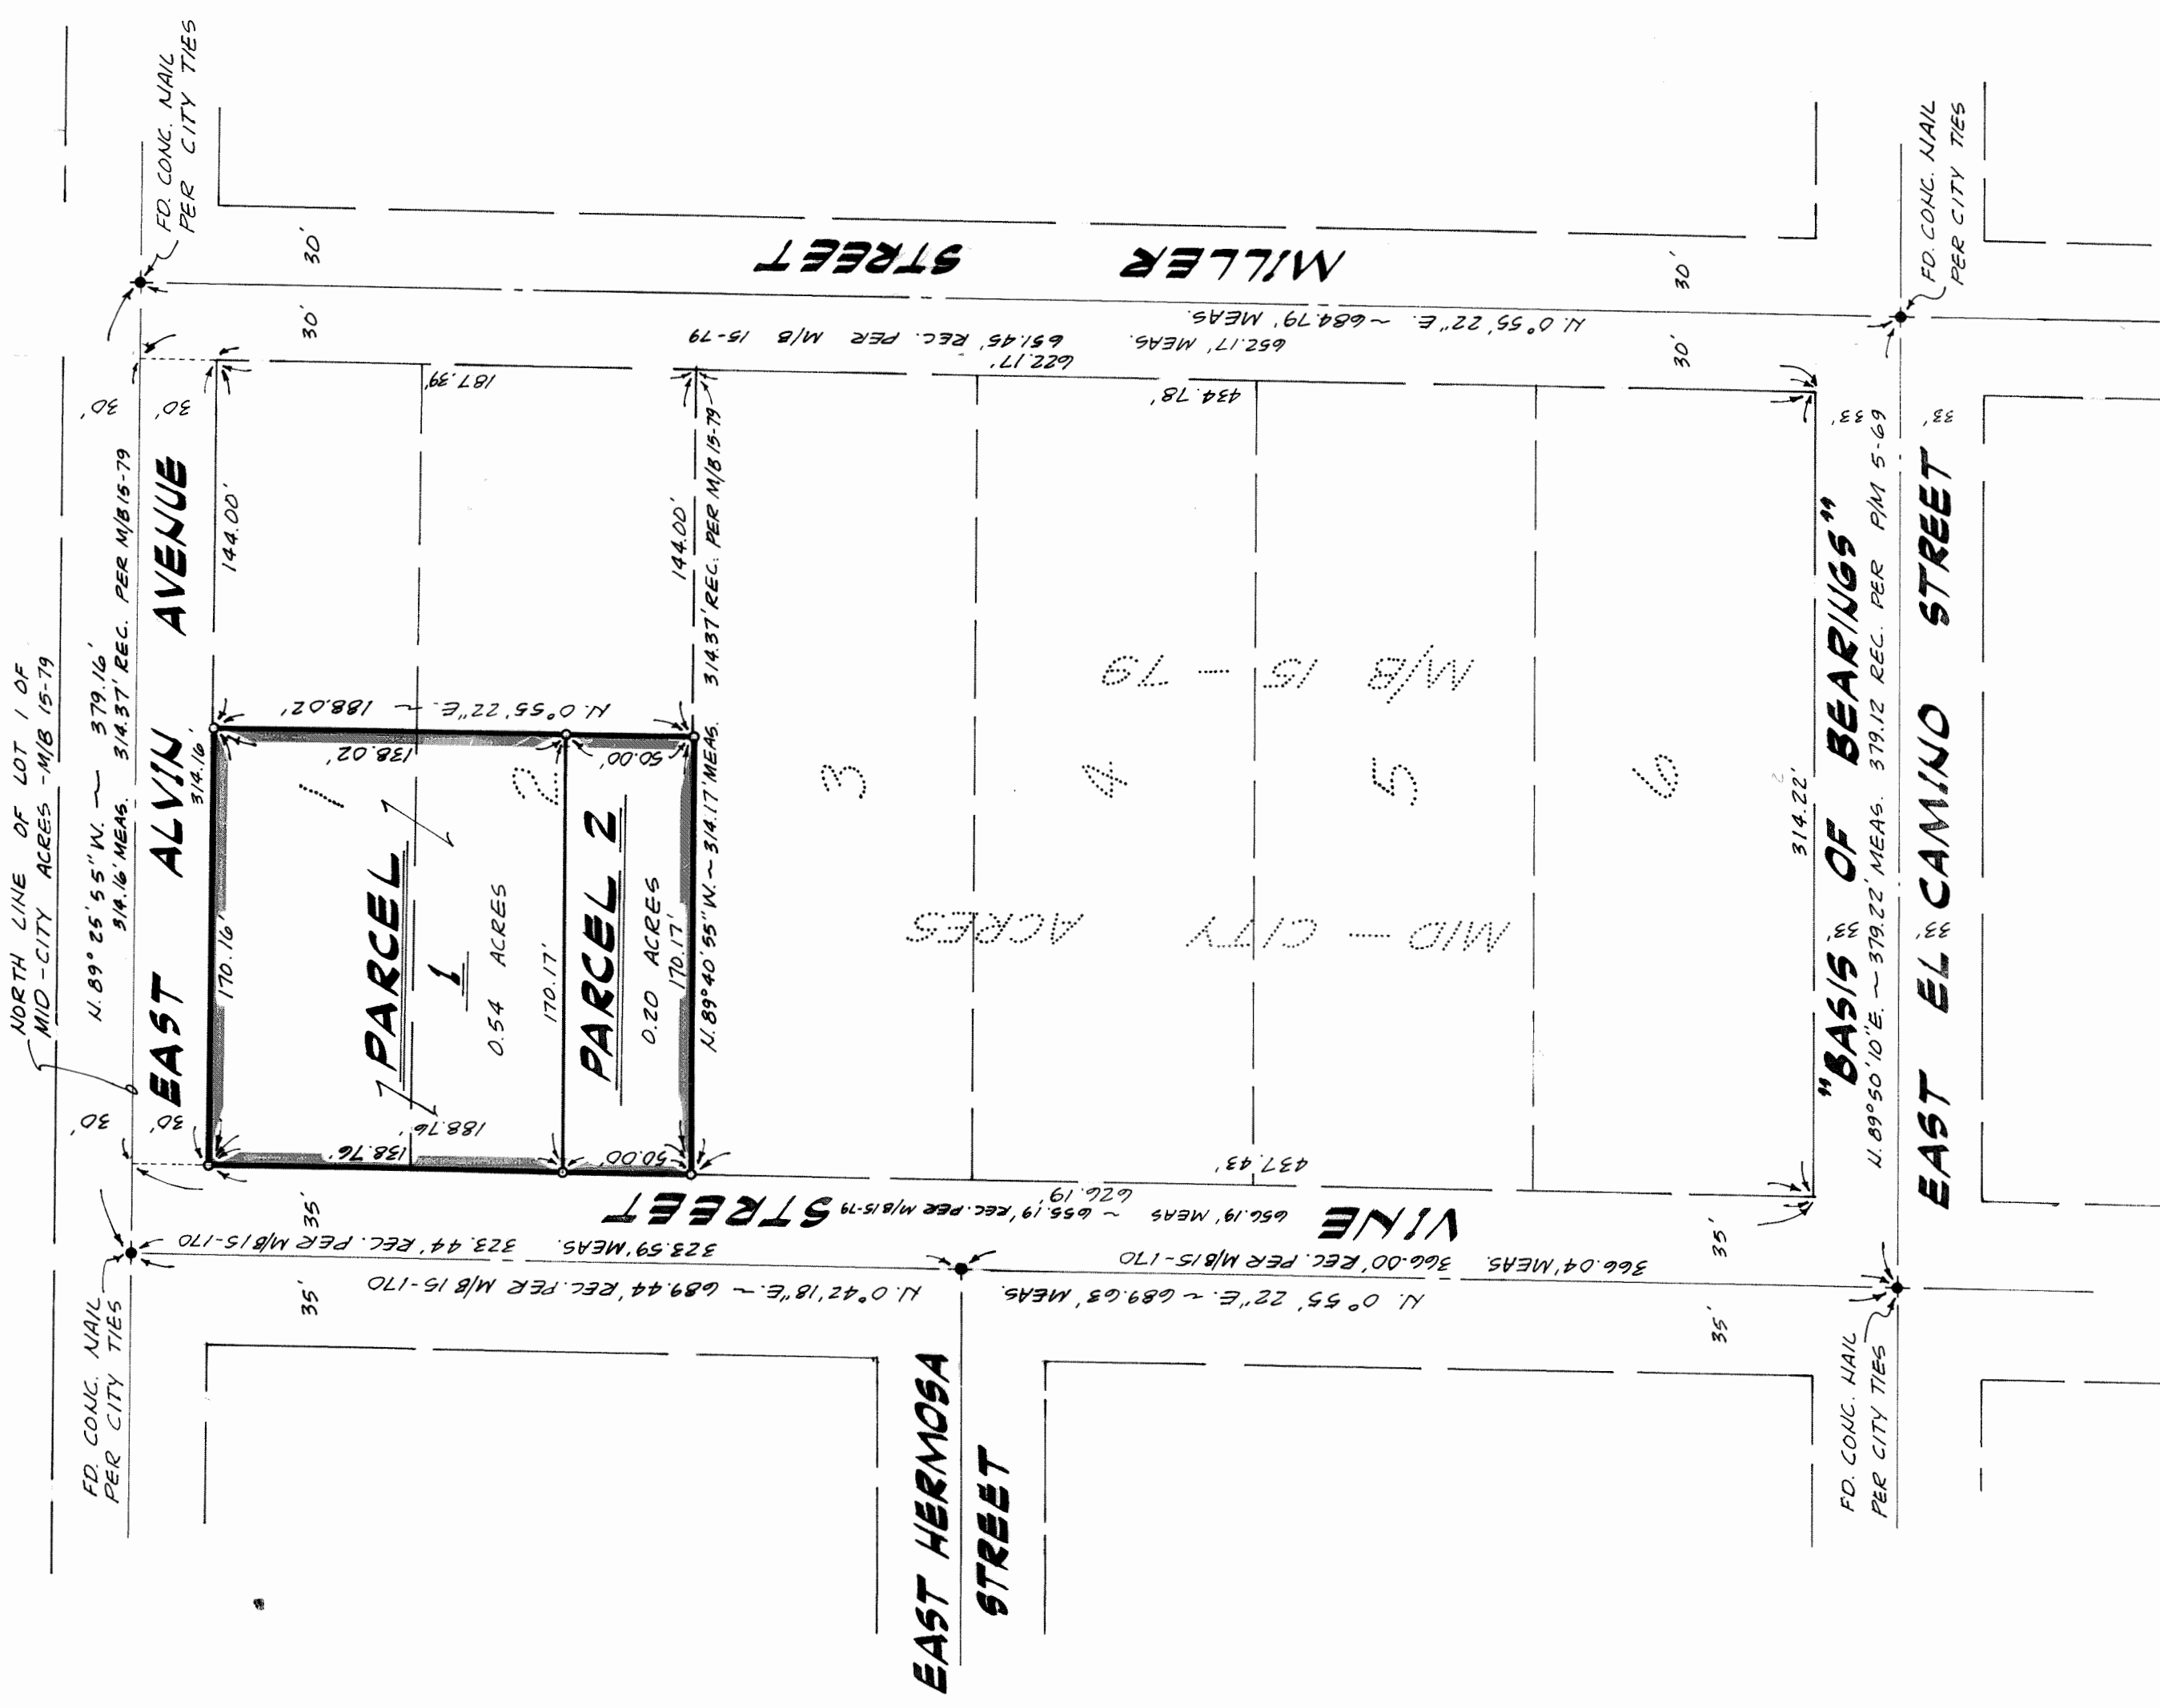 NORTH LINE OF LOT 1 OF
MID-CITY ACRES - M/B 15-79
N. 89° 25' 55" W. ~ 379.16'
314.16' MEAS. 314.37' REC. PER M/B 15-79
EAST ALVIN AVENUE
314.16'
30'
30'
30'
30'
FD. CONC. NAIL
PER CITY TIES
FD. CONC. NAIL
PER CITY TIES
170.16'
144.00'
PARCEL
1
0.54 ACRES
170.17'
PARCEL 2
0.20 ACRES
170.17'
144.00'
N. 89° 40' 55" W. ~ 314.17' MEAS. 314.37' REC. PER M/B 15-79
N. 0° 55' 22" E. ~ 188.02'
138.02'
50.00'
188.76'
138.76'
50.00'
1
2
3
4
5
6
MID - CITY ACRES
M/B 15 - 79
MILLER STREET
30'
30'
30'
30'
N. 0° 55' 22" E. ~ 684.79' MEAS.
652.17' MEAS. 651.45' REC. PER M/B 15-79
622.17'
187.39'
434.78'
437.43'
626.19'
656.19' MEAS ~ 655.19' REC. PER M/B 15-79
VINE STREET
35'
35'
35'
35'
323.59' MEAS. 323.44' REC. PER M/B 15-170
366.04' MEAS 366.00' REC. PER M/B 15-170
N. 0° 42' 18" E. ~ 689.44' REC. PER M/B 15-170
N. 0° 55' 22" E. ~ 689.63' MEAS.
EAST HERMOSA
STREET
314.22'
"BASIS OF BEARINGS"
N. 89° 50' 10" E. ~ 379.22' MEAS. 379.12 REC. PER P/M 5-69
33'
33'
33'
33'
EAST EL CAMINO STREET
FD. CONC. NAIL
PER CITY TIES
FD. CONC. NAIL
PER CITY TIES